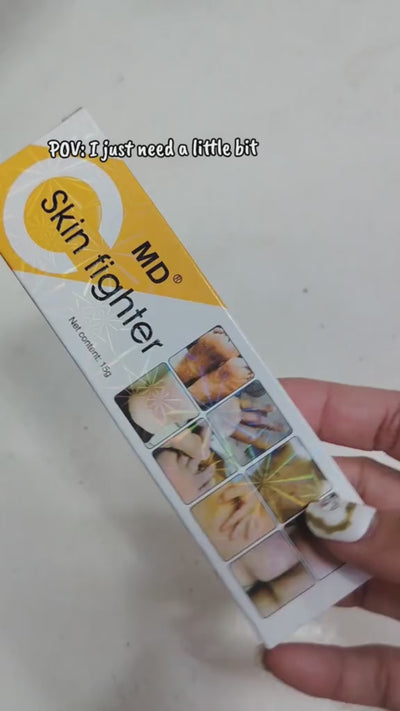 POV: I just need a little bit
MD®
Skin fighter
Net content: 15g